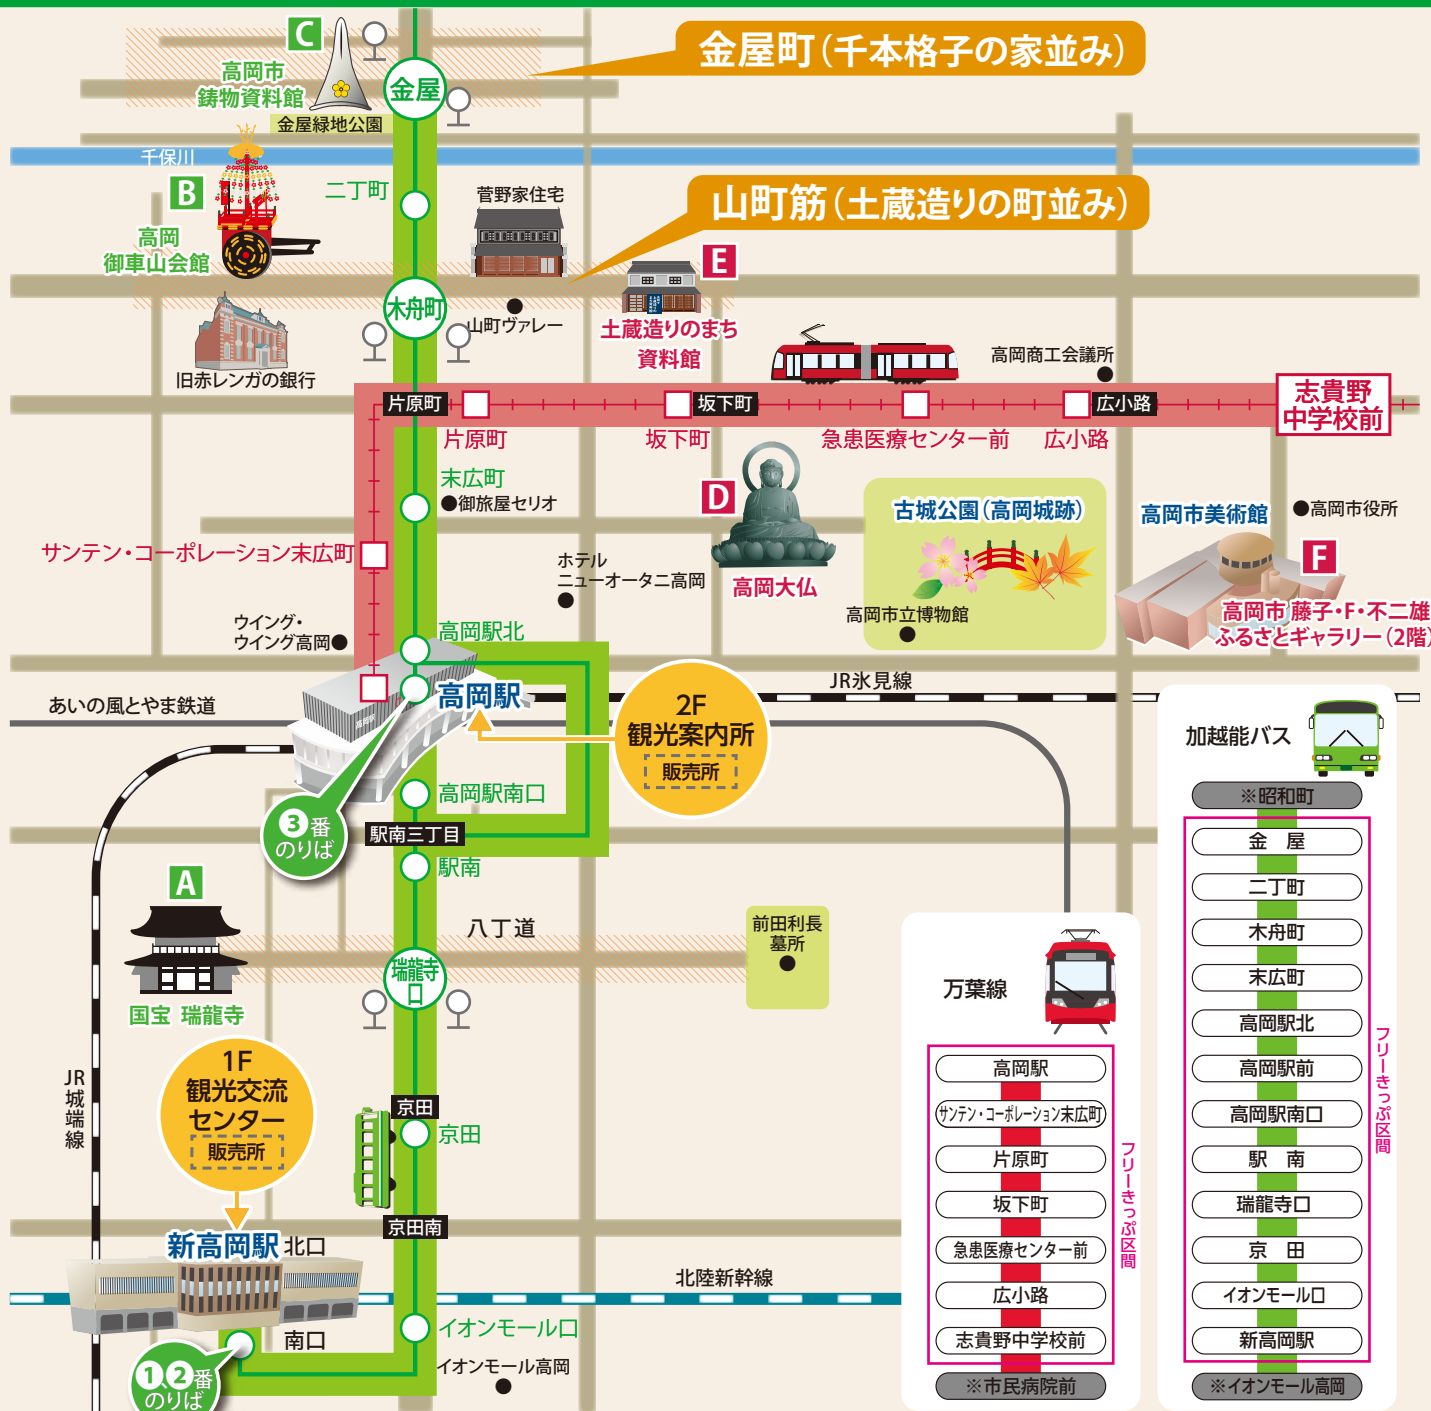 C
高岡市
鋳物資料館
金屋緑地公園
金屋
金屋町(千本格子の家並み)
千保川
B
高岡
御車山会館
二丁町
菅野家住宅
山町筋(土蔵造りの町並み)
E
土蔵造りのまち
資料館
木舟町
山町ヴァレー
旧赤レンガの銀行
高岡商工会議所
片原町
坂下町
広小路
志貴野
中学校前
片原町
坂下町
急患医療センター前
広小路
末広町
御旅屋セリオ
D
高岡大仏
古城公園(高岡城跡)
高岡市立博物館
高岡市美術館
高岡市役所
F
高岡市 藤子・F・不二雄
ふるさとギャラリー(2階)
サンテン・コーポレーション末広町
ホテル
ニューオータニ高岡
ウイング・
ウイング高岡
高岡駅北
高岡駅
高岡駅
あいの風とやま鉄道
JR氷見線
2F
観光案内所
販売所
3番
のりば
高岡駅南口
駅南三丁目
駅南
A
国宝 瑞龍寺
八丁道
瑞龍寺
口
前田利長
墓所
JR
城
端
線
1F
観光交流
センター
販売所
京田
京田
京田南
新高岡駅
北口
南口
北陸新幹線
イオンモール口
イオンモール高岡
1、2番
のりば
万葉線
高岡駅
サンテン・コーポレーション末広町
片原町
坂下町
急患医療センター前
広小路
志貴野中学校前
※市民病院前
フリーきっぷ区間
加越能バス
※昭和町
金 屋
二丁町
木舟町
末広町
高岡駅北
高岡駅前
高岡駅南口
駅 南
瑞龍寺口
京 田
イオンモール口
新高岡駅
※イオンモール高岡
フリーきっぷ区間